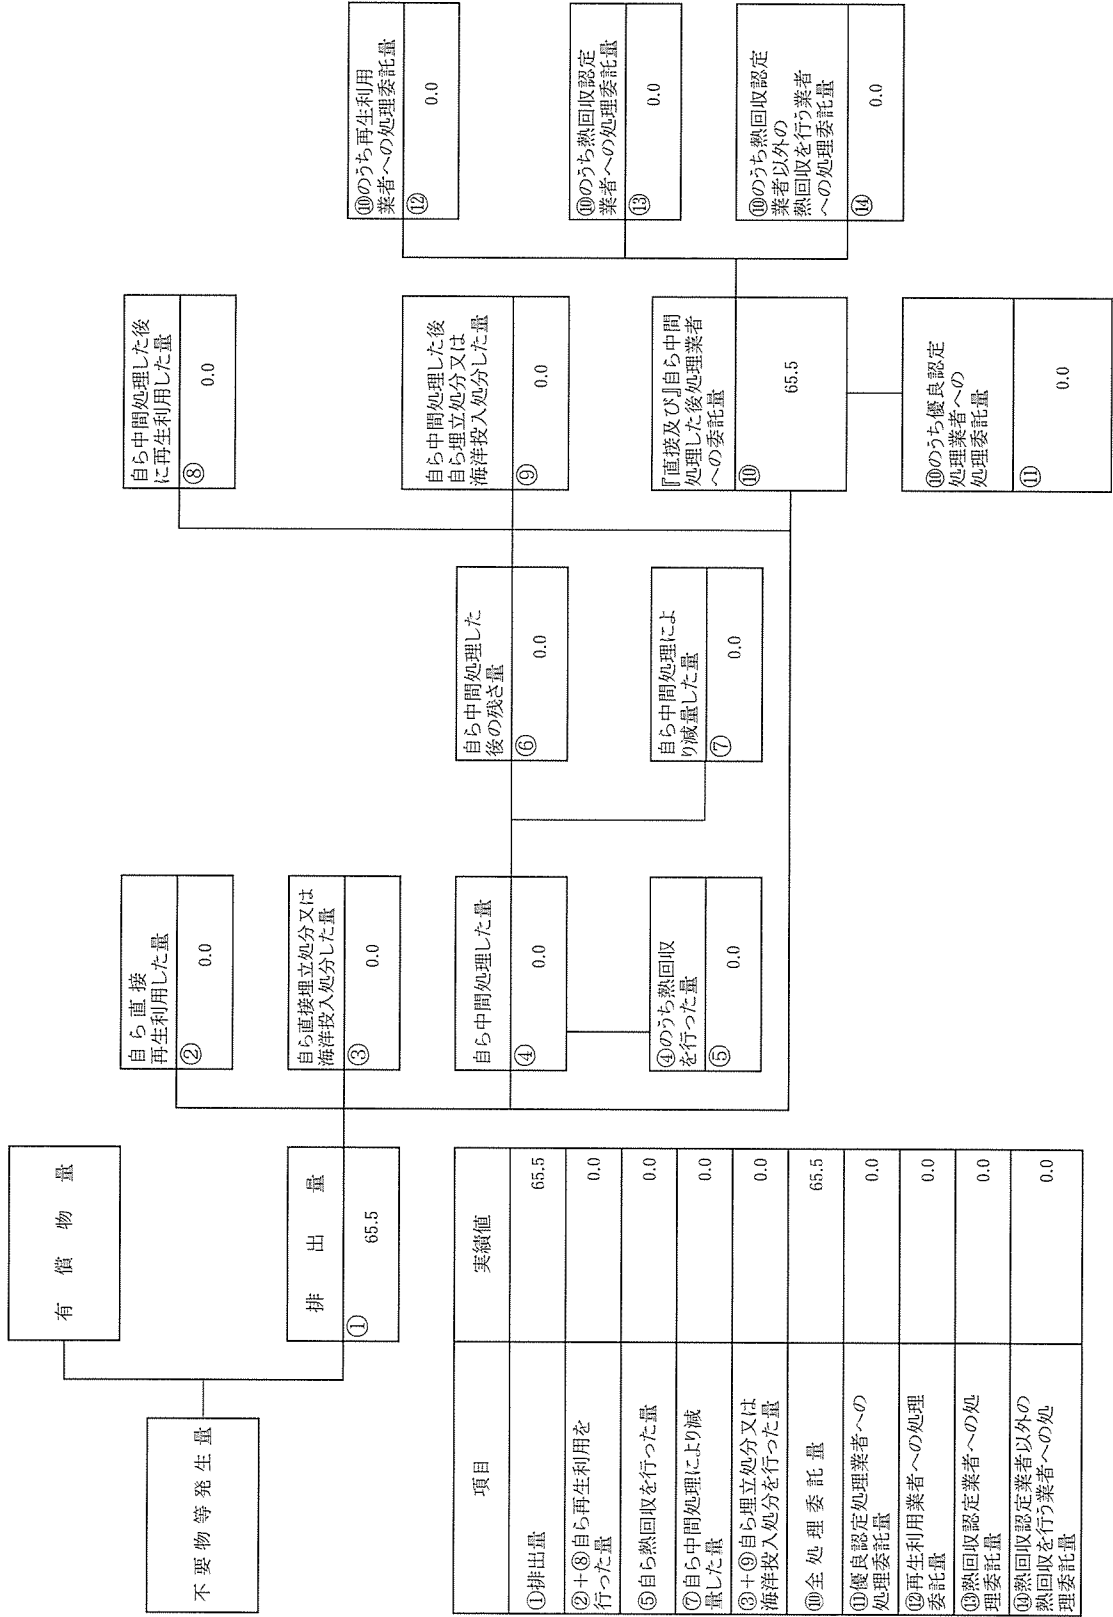 不要物等発生量
有償物量
排出量
①
65.5
自ら直接
再生利用した量
②
0.0
自ら直接埋立処分又は
海洋投入処分した量
③
0.0
自ら中間処理した量
④
0.0
④のうち熱回収
を行った量
⑤
0.0
自ら中間処理した
後の残さ量
⑥
0.0
自ら中間処理によ
り減量した量
⑦
0.0
自ら中間処理した後
に再生利用した量
⑧
0.0
自ら中間処理した後
自ら埋立処分又は
海洋投入処分した量
⑨
0.0
『直接及び』自ら中間
処理した後処理業者
への委託量
⑩
65.5
⑩のうち優良認定
処理業者への
処理委託量
⑪
0.0
⑩のうち再生利用
業者への処理委託量
⑫
0.0
⑩のうち熱回収認定
業者への処理委託量
⑬
0.0
⑩のうち熱回収認定
業者以外の
熱回収を行う業者
への処理委託量
⑭
0.0
項目 実績値
①排出量 65.5
②+⑧自ら再生利用を
行った量 0.0
⑤自ら熱回収を行った量 0.0
⑦自ら中間処理により減
量した量 0.0
③+⑨自ら埋立処分又は
海洋投入処分を行った量 0.0
⑩全処理委託量 65.5
⑪優良認定処理業者への
処理委託量 0.0
⑫再生利用業者への処理
委託量 0.0
⑬熱回収認定業者への処
理委託量 0.0
⑭熱回収認定業者以外の
熱回収を行う業者への処
理委託量 0.0